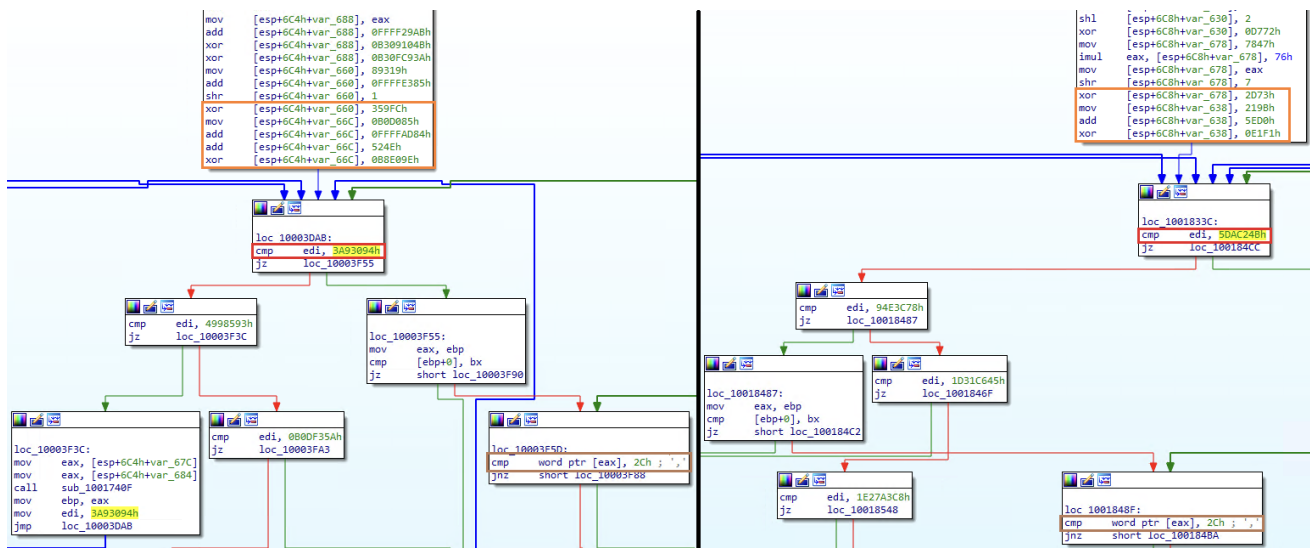 mov     [esp+6C4h+var_688], eax
add     [esp+6C4h+var_688], 0FFFF29ABh
xor     [esp+6C4h+var_688], 0B309104Bh
xor     [esp+6C4h+var_688], 0B30FC93Ah
mov     [esp+6C4h+var_660], 89319h
add     [esp+6C4h+var_660], 0FFFFE385h
shr     [esp+6C4h+var_660], 1
xor     [esp+6C4h+var_660], 359FCh
mov     [esp+6C4h+var_66C], 0B0D085h
add     [esp+6C4h+var_66C], 0FFFFAD84h
add     [esp+6C4h+var_66C], 524Eh
xor     [esp+6C4h+var_66C], 0B8E09Eh
loc_10003DAB:
cmp     edi, 3A93094h
jz      loc_10003F55
cmp     edi, 4998593h
jz      loc_10003F3C
loc_10003F55:
mov     eax, ebp
cmp     [ebp+0], bx
jz      short loc_10003F90
loc_10003F3C:
mov     eax, [esp+6C4h+var_67C]
mov     eax, [esp+6C4h+var_684]
call    sub_1001740F
mov     ebp, eax
mov     edi, 3A93094h
jmp     loc_10003DAB
cmp     edi, 0B0DF35Ah
jz      loc_10003FA3
loc_10003F5D:
cmp     word ptr [eax], 2Ch ; ','
jnz     short loc_10003F88
shl     [esp+6C8h+var_630], 2
xor     [esp+6C8h+var_630], 0D772h
mov     [esp+6C8h+var_678], 7847h
imul    eax, [esp+6C8h+var_678], 76h
mov     [esp+6C8h+var_678], eax
shr     [esp+6C8h+var_678], 7
xor     [esp+6C8h+var_678], 2D73h
mov     [esp+6C8h+var_638], 219Bh
add     [esp+6C8h+var_638], 5ED0h
xor     [esp+6C8h+var_638], 0E1F1h
loc_1001833C:
cmp     edi, 5DAC24Bh
jz      loc_100184CC
cmp     edi, 94E3C78h
jz      loc_10018487
loc_10018487:
mov     eax, ebp
cmp     [ebp+0], bx
jz      short loc_100184C2
cmp     edi, 1D31C645h
jz      loc_1001846F
cmp     edi, 1E27A3C8h
jz      loc_10018548
loc_1001848F:
cmp     word ptr [eax], 2Ch ; ','
jnz     short loc_100184BA